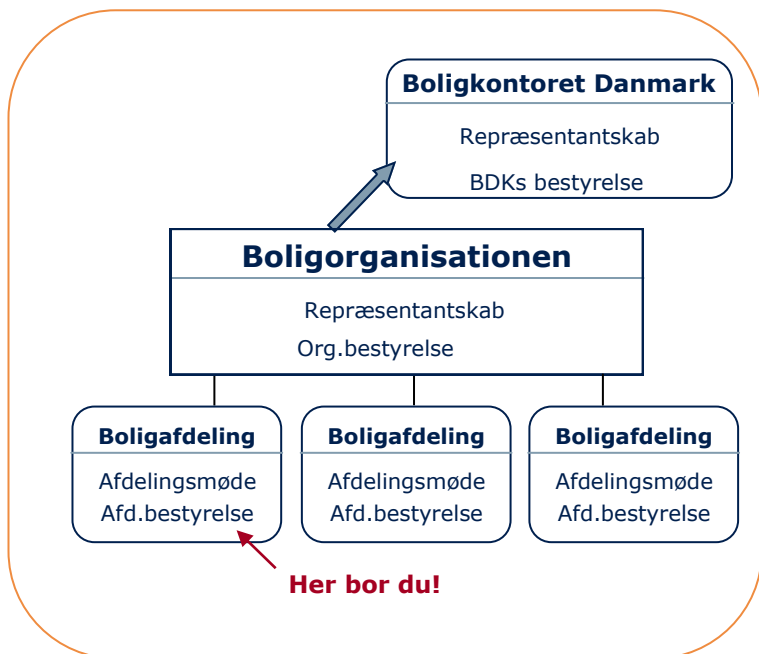 Boligkontoret Danmark
Repræsentantskab
BDKs bestyrelse
Boligorganisationen
Repræsentantskab
Org.bestyrelse
Boligafdeling
Afdelingsmøde
Afd.bestyrelse
Boligafdeling
Afdelingsmøde
Afd.bestyrelse
Boligafdeling
Afdelingsmøde
Afd.bestyrelse
Her bor du!